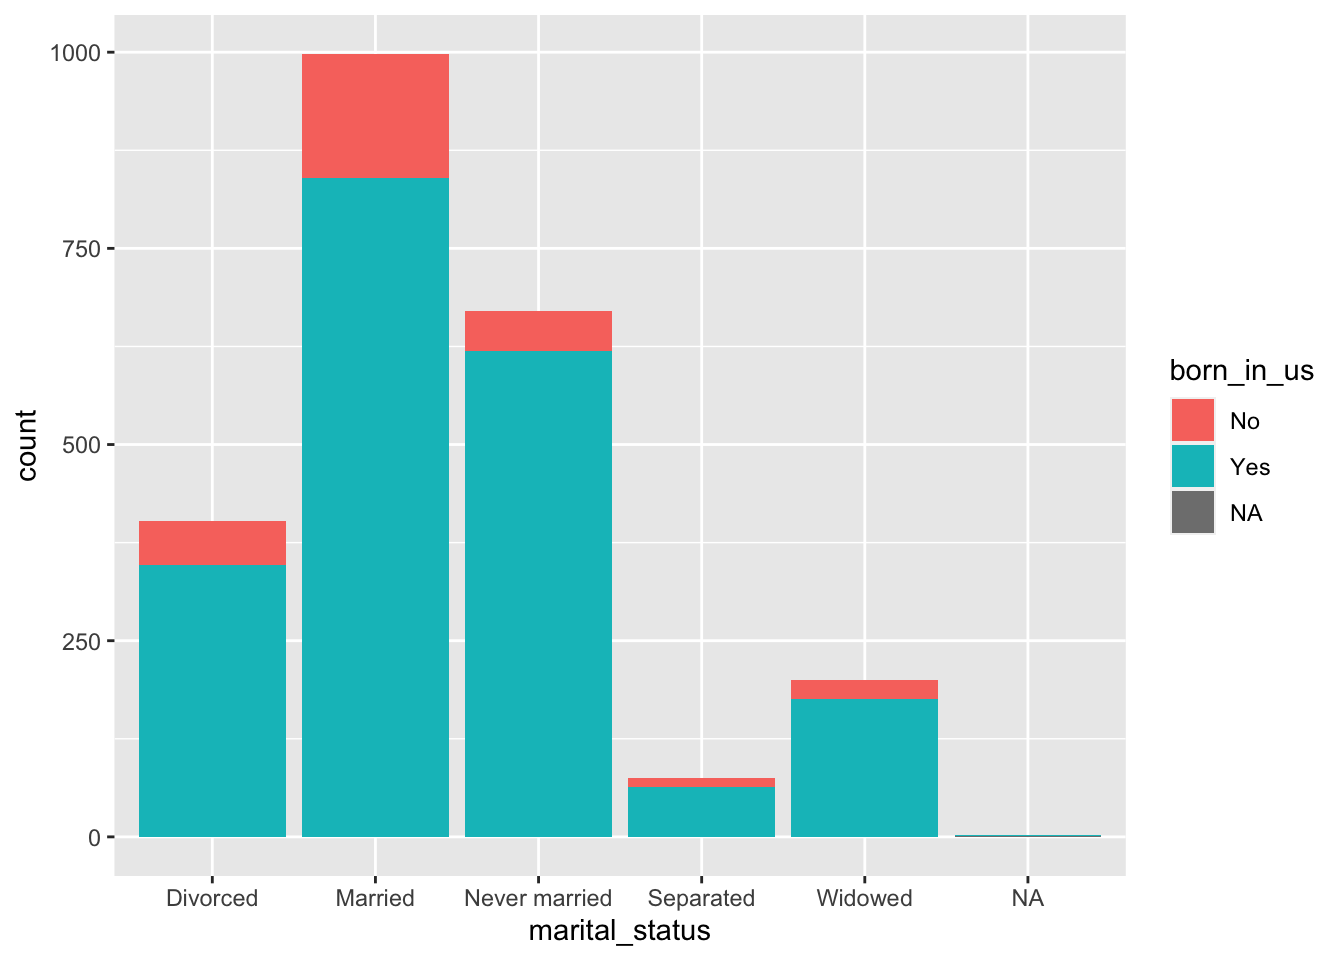 1000
750
500
250
0
count
Divorced
Married
Never married
Separated
Widowed
NA
marital_status
born_in_us
No
Yes
NA